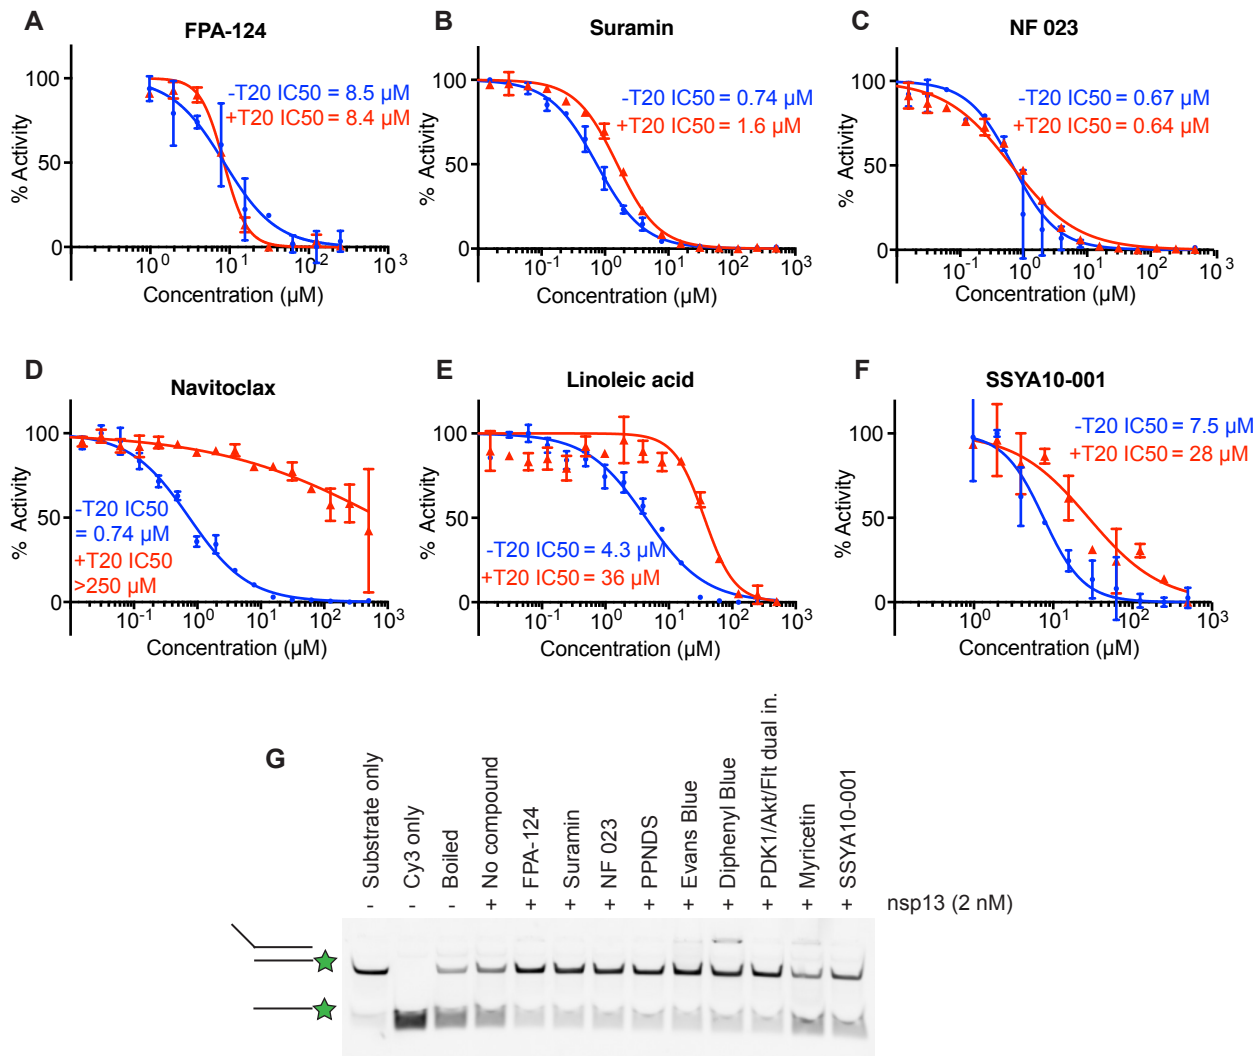 A
FPA-124
100
50
0
% Activity
-T20 IC50 = 8.5 µM
+T20 IC50 = 8.4 µM
10^0 10^1 10^2 10^3
Concentration (µM)
B
Suramin
100
50
0
% Activity
-T20 IC50 = 0.74 µM
+T20 IC50 = 1.6 µM
10^-1 10^0 10^1 10^2 10^3
Concentration (µM)
C
NF 023
100
50
0
% Activity
-T20 IC50 = 0.67 µM
+T20 IC50 = 0.64 µM
10^-1 10^0 10^1 10^2 10^3
Concentration (µM)
D
Navitoclax
100
50
0
% Activity
-T20 IC50
= 0.74 µM
+T20 IC50
>250 µM
10^-1 10^0 10^1 10^2 10^3
Concentration (µM)
E
Linoleic acid
100
50
0
% Activity
-T20 IC50 = 4.3 µM
+T20 IC50 = 36 µM
10^-1 10^0 10^1 10^2 10^3
Concentration (µM)
F
SSYA10-001
100
50
0
% Activity
-T20 IC50 = 7.5 µM
+T20 IC50 = 28 µM
10^0 10^1 10^2 10^3
Concentration (µM)
G
Substrate only
Cy3 only
Boiled
No compound
FPA-124
Suramin
NF 023
PPNDS
Evans Blue
Diphenyl Blue
PDK1/Akt/Flt dual in.
Myricetin
SSYA10-001
- - - + + + + + + + + + + nsp13 (2 nM)